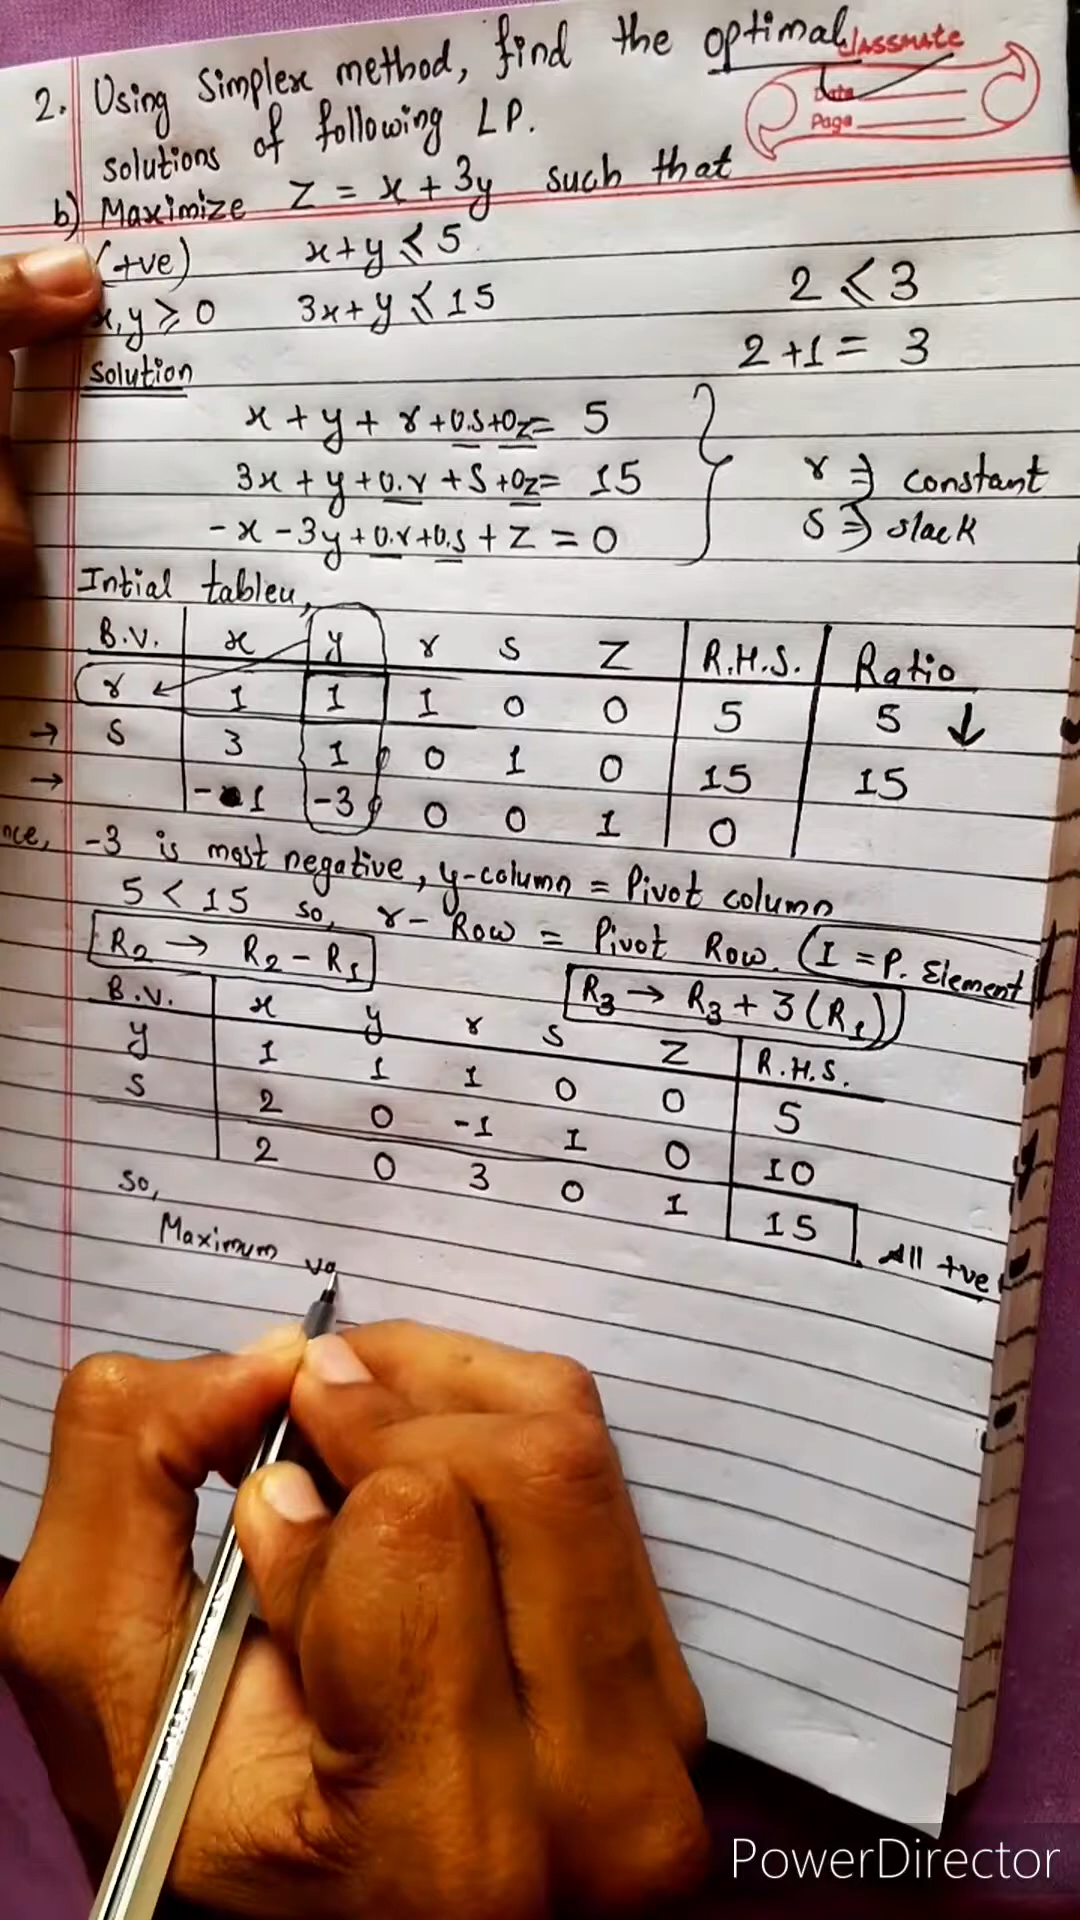 2. Using Simplex method, find the optimal
solutions of following LP.
classmate
Date
Page
b) Maximize Z = x + 3y such that
(+ve) x+y ≤ 5
x,y ≥ 0 3x+y ≤ 15
2 ≤ 3
2 +1 = 3
Solution
x + y + r + 0.S + 0z = 5
3x + y + 0.r + S + 0z = 15
-x - 3y + 0.r + 0.s + Z = 0
r ⇒ constant
S ⇒ slack
Intial tableu,
B.V. x y r S Z R.H.S. Ratio
r 1 1 1 0 0 5 5 ↓
→ S 3 1 0 1 0 15 15
→ -1 -3 0 0 1 0
nce, -3 is most negative, y-column = Pivot column
5 < 15 so, r- Row = Pivot Row. (1 = P. Element
R2 → R2 - R1
R3 → R3 + 3(R1)
B.V. x y r S Z R.H.S.
y 1 1 1 0 0 5
S 2 0 -1 1 0 10
2 0 3 0 1 15 All +ve
So,
Maximum va
PowerDirector